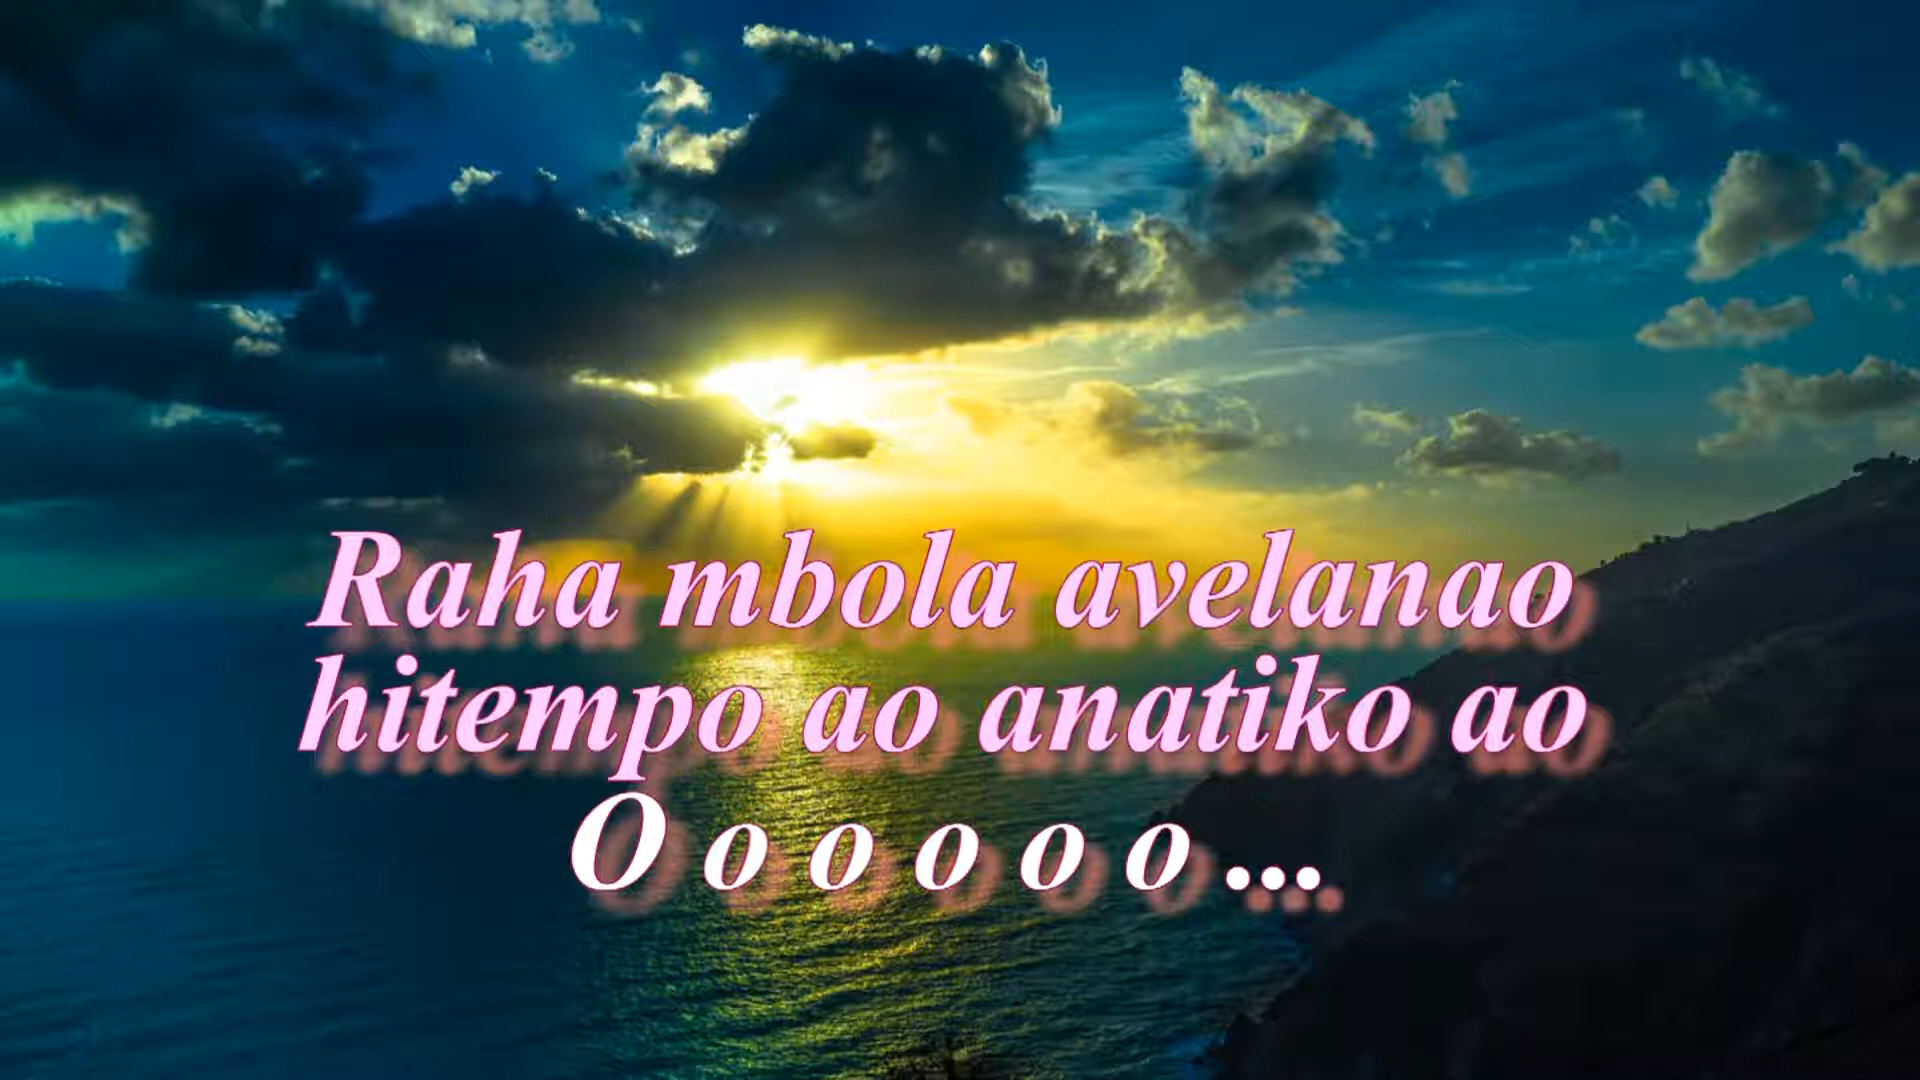 Raha mbola avelanao
hitempo ao anatiko ao
O o o o o o ...